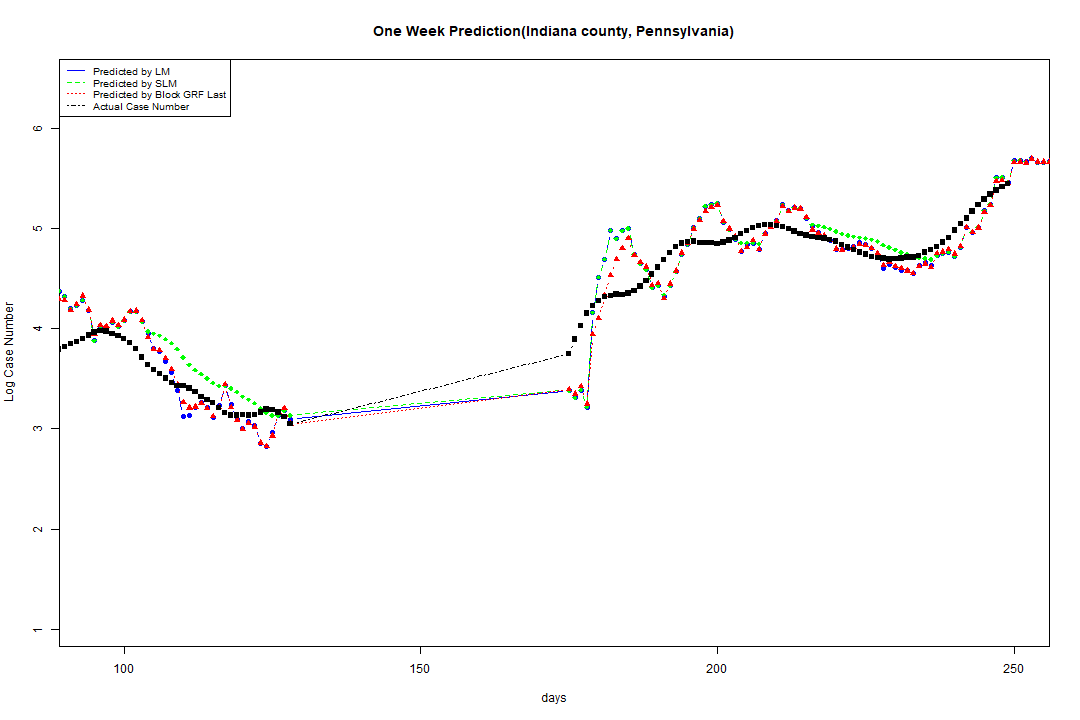 One Week Prediction(Indiana county, Pennsylvania)
Predicted by LM
Predicted by SLM
Predicted by Block GRF Last
Actual Case Number
Log Case Number
6
5
4
3
2
1
100 150 200 250
days